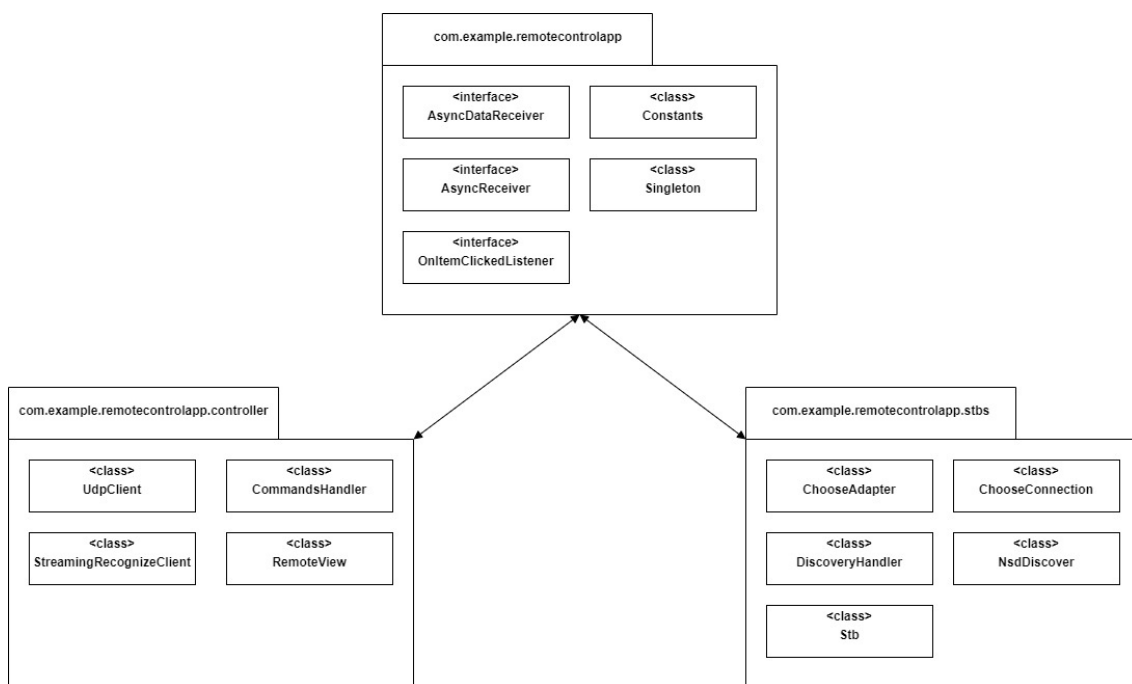 com.example.remotecontrolapp
<interface>
AsyncDataReceiver
<class>
Constants
<interface>
AsyncReceiver
<class>
Singleton
<interface>
OnItemClickedListener
com.example.remotecontrolapp.controller
<class>
UdpClient
<class>
CommandsHandler
<class>
StreamingRecognizeClient
<class>
RemoteView
com.example.remotecontrolapp.stbs
<class>
ChooseAdapter
<class>
ChooseConnection
<class>
DiscoveryHandler
<class>
NsdDiscover
<class>
Stb